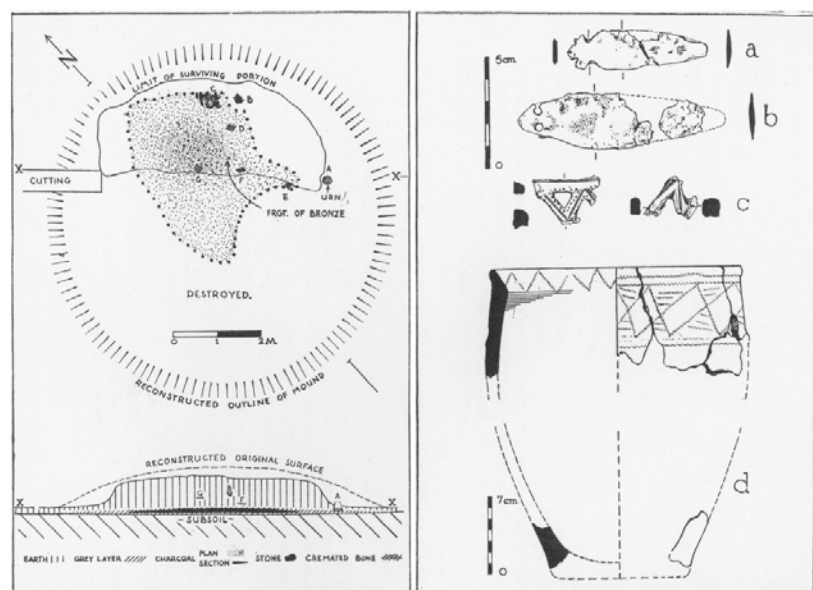 N
LIMIT OF SURVIVING PORTION
C
B
D
X
CUTTING
G
F
E
A
X
URN
FRGT. OF BRONZE
DESTROYED.
0 1 2 M.
RECONSTRUCTED OUTLINE OF MOUND
RECONSTRUCTED ORIGINAL SURFACE
X
G
F
A
X
-SUBSOIL-
EARTH GREY LAYER CHARCOAL PLAN SECTION STONE CREMATED BONE
5cm
0
a
b
c
7cm
0
d